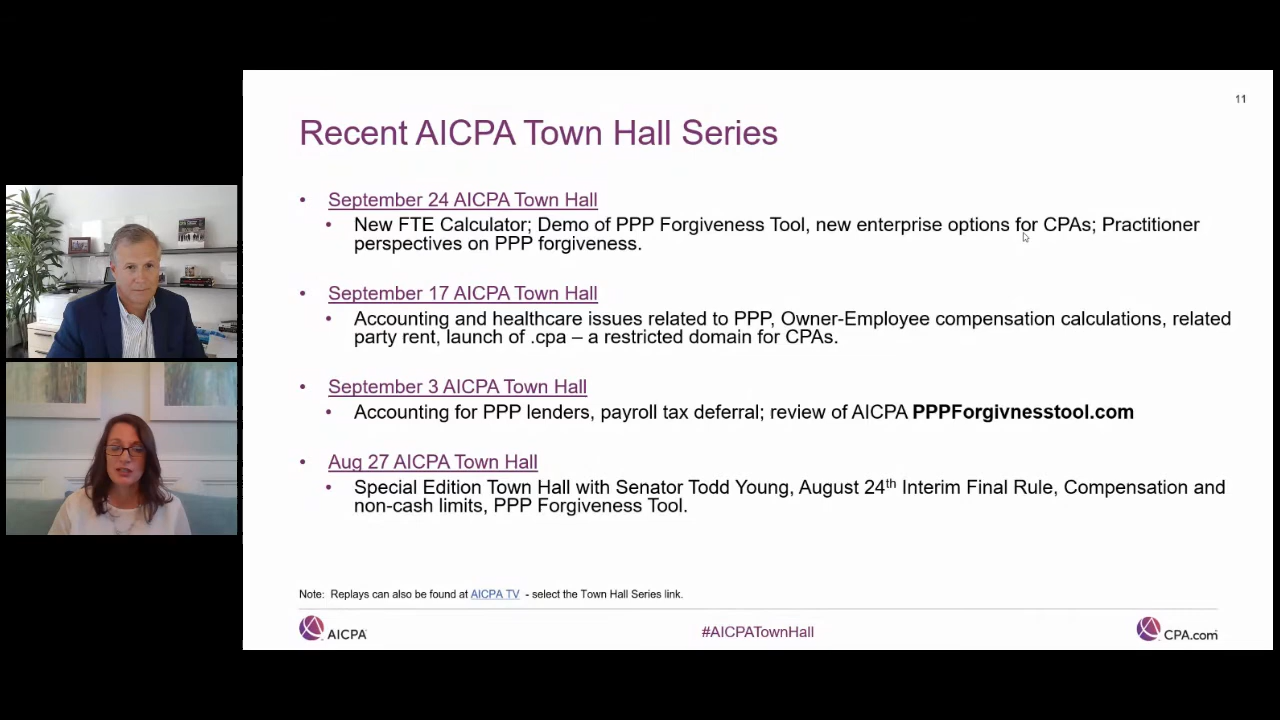 11
Recent AICPA Town Hall Series
• September 24 AICPA Town Hall
• New FTE Calculator; Demo of PPP Forgiveness Tool, new enterprise options for CPAs; Practitioner
perspectives on PPP forgiveness.
• September 17 AICPA Town Hall
• Accounting and healthcare issues related to PPP, Owner-Employee compensation calculations, related
party rent, launch of .cpa – a restricted domain for CPAs.
• September 3 AICPA Town Hall
• Accounting for PPP lenders, payroll tax deferral; review of AICPA PPPForgivnesstool.com
• Aug 27 AICPA Town Hall
• Special Edition Town Hall with Senator Todd Young, August 24th Interim Final Rule, Compensation and
non-cash limits, PPP Forgiveness Tool.
Note: Replays can also be found at AICPA TV - select the Town Hall Series link.
AICPA
#AICPATownHall
CPA.com